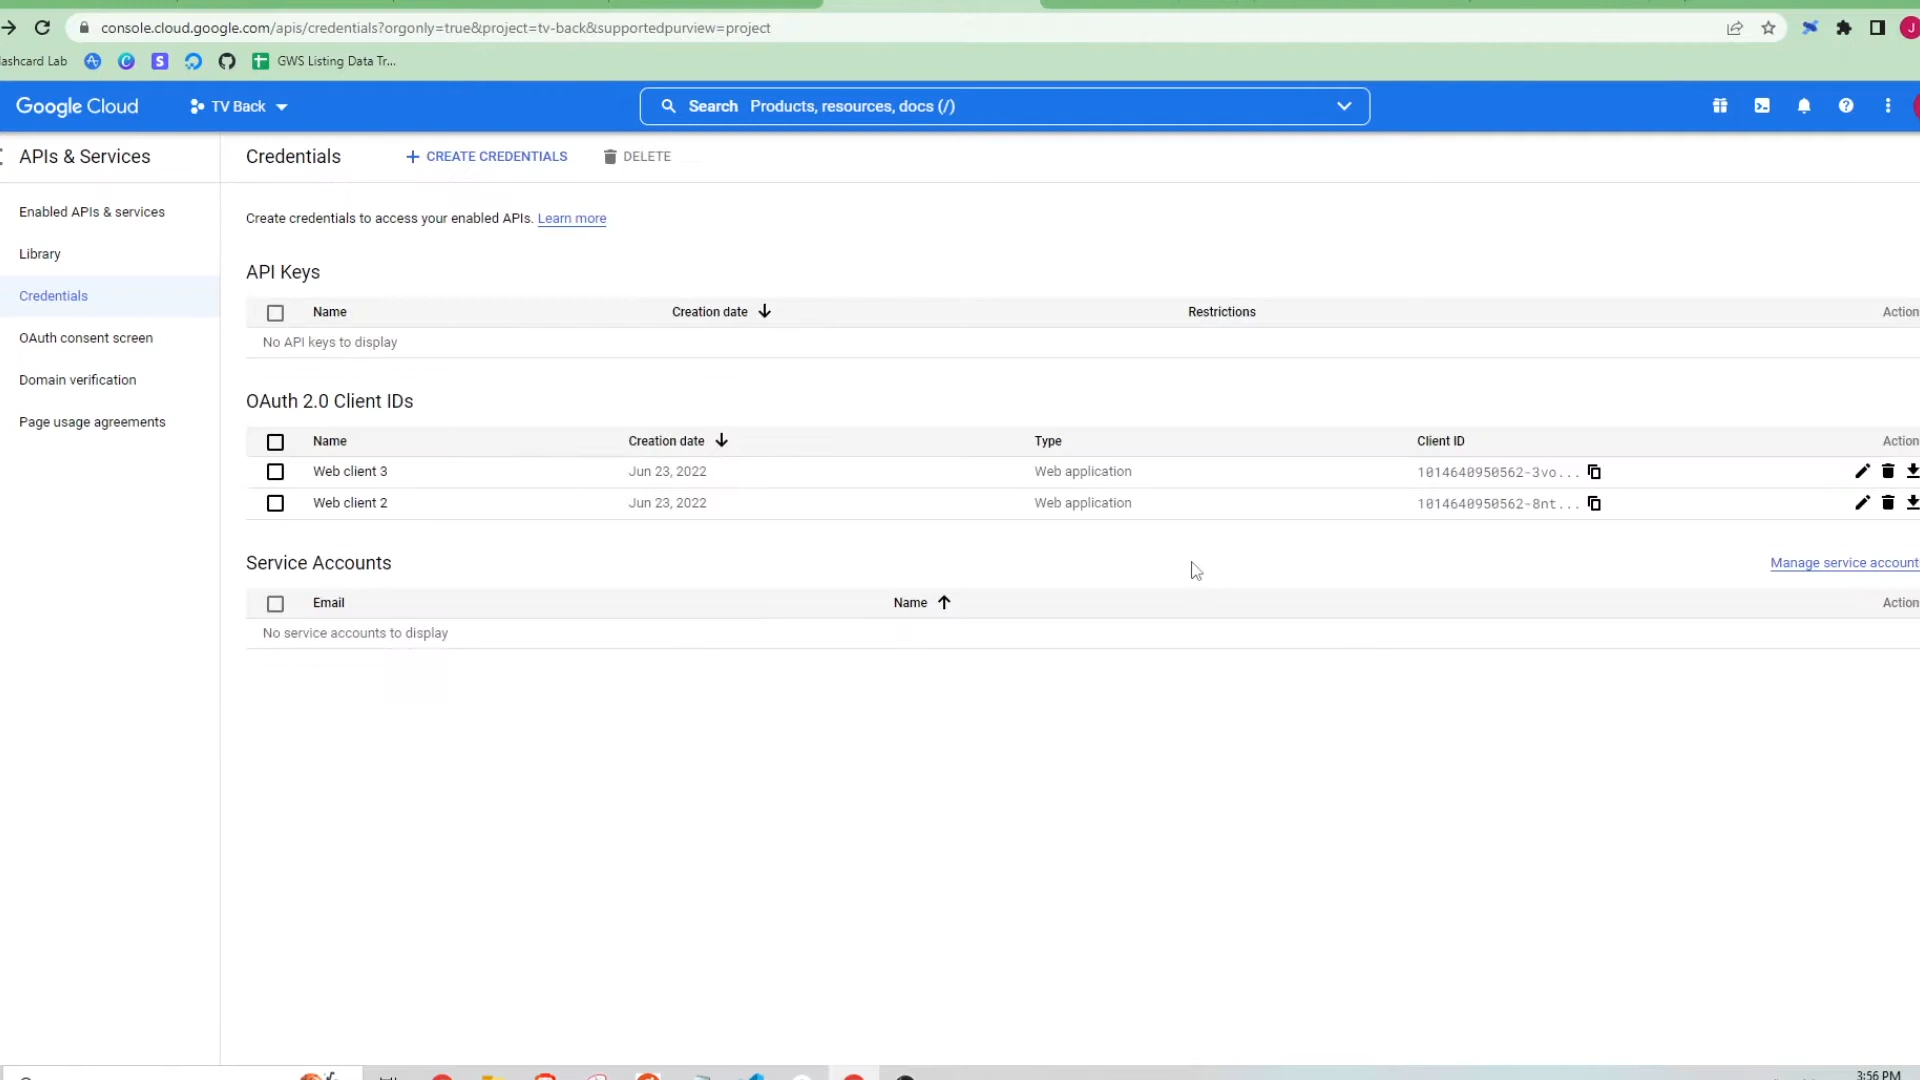 console.cloud.google.com/apis/credentials?orgonly=true&project=tv-back&supportedpurview=project
J
ashcard Lab
S
GWS Listing Data Tr...
Google Cloud
TV Back
Search Products, resources, docs (/)
APIs & Services
Credentials
+ CREATE CREDENTIALS
DELETE
Enabled APIs & services
Library
Credentials
OAuth consent screen
Domain verification
Page usage agreements
Create credentials to access your enabled APIs. Learn more
API Keys
Name Creation date Restrictions Action
No API keys to display
OAuth 2.0 Client IDs
Name Creation date Type Client ID Action
Web client 3 Jun 23, 2022 Web application 1014640950562-3vo...
Web client 2 Jun 23, 2022 Web application 1014640950562-8nt...
Service Accounts
Manage service account
Email Name Action
No service accounts to display
3:56 PM